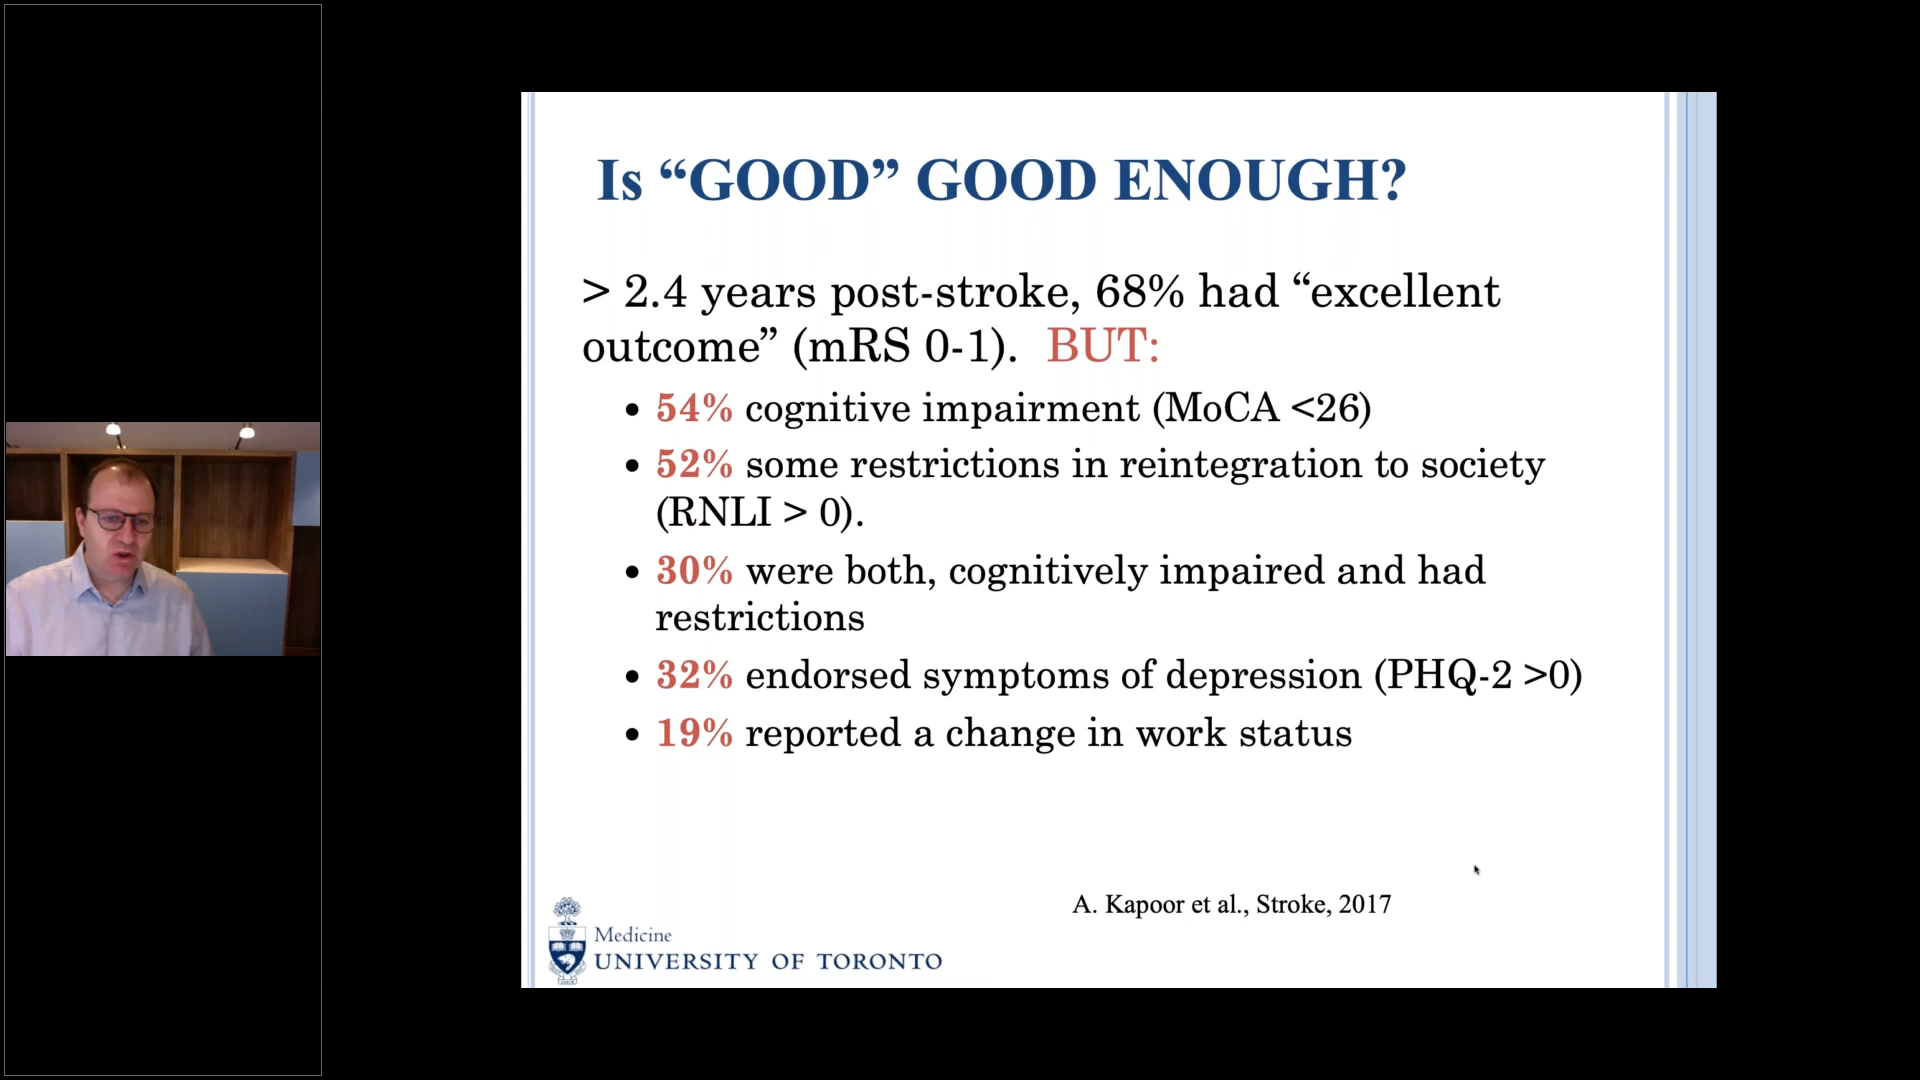 Is “GOOD” GOOD ENOUGH?
> 2.4 years post-stroke, 68% had “excellent
outcome” (mRS 0-1).  BUT:
• 54% cognitive impairment (MoCA <26)
• 52% some restrictions in reintegration to society
(RNLI > 0).
• 30% were both, cognitively impaired and had
restrictions
• 32% endorsed symptoms of depression (PHQ-2 >0)
• 19% reported a change in work status
A. Kapoor et al., Stroke, 2017
Medicine
UNIVERSITY OF TORONTO